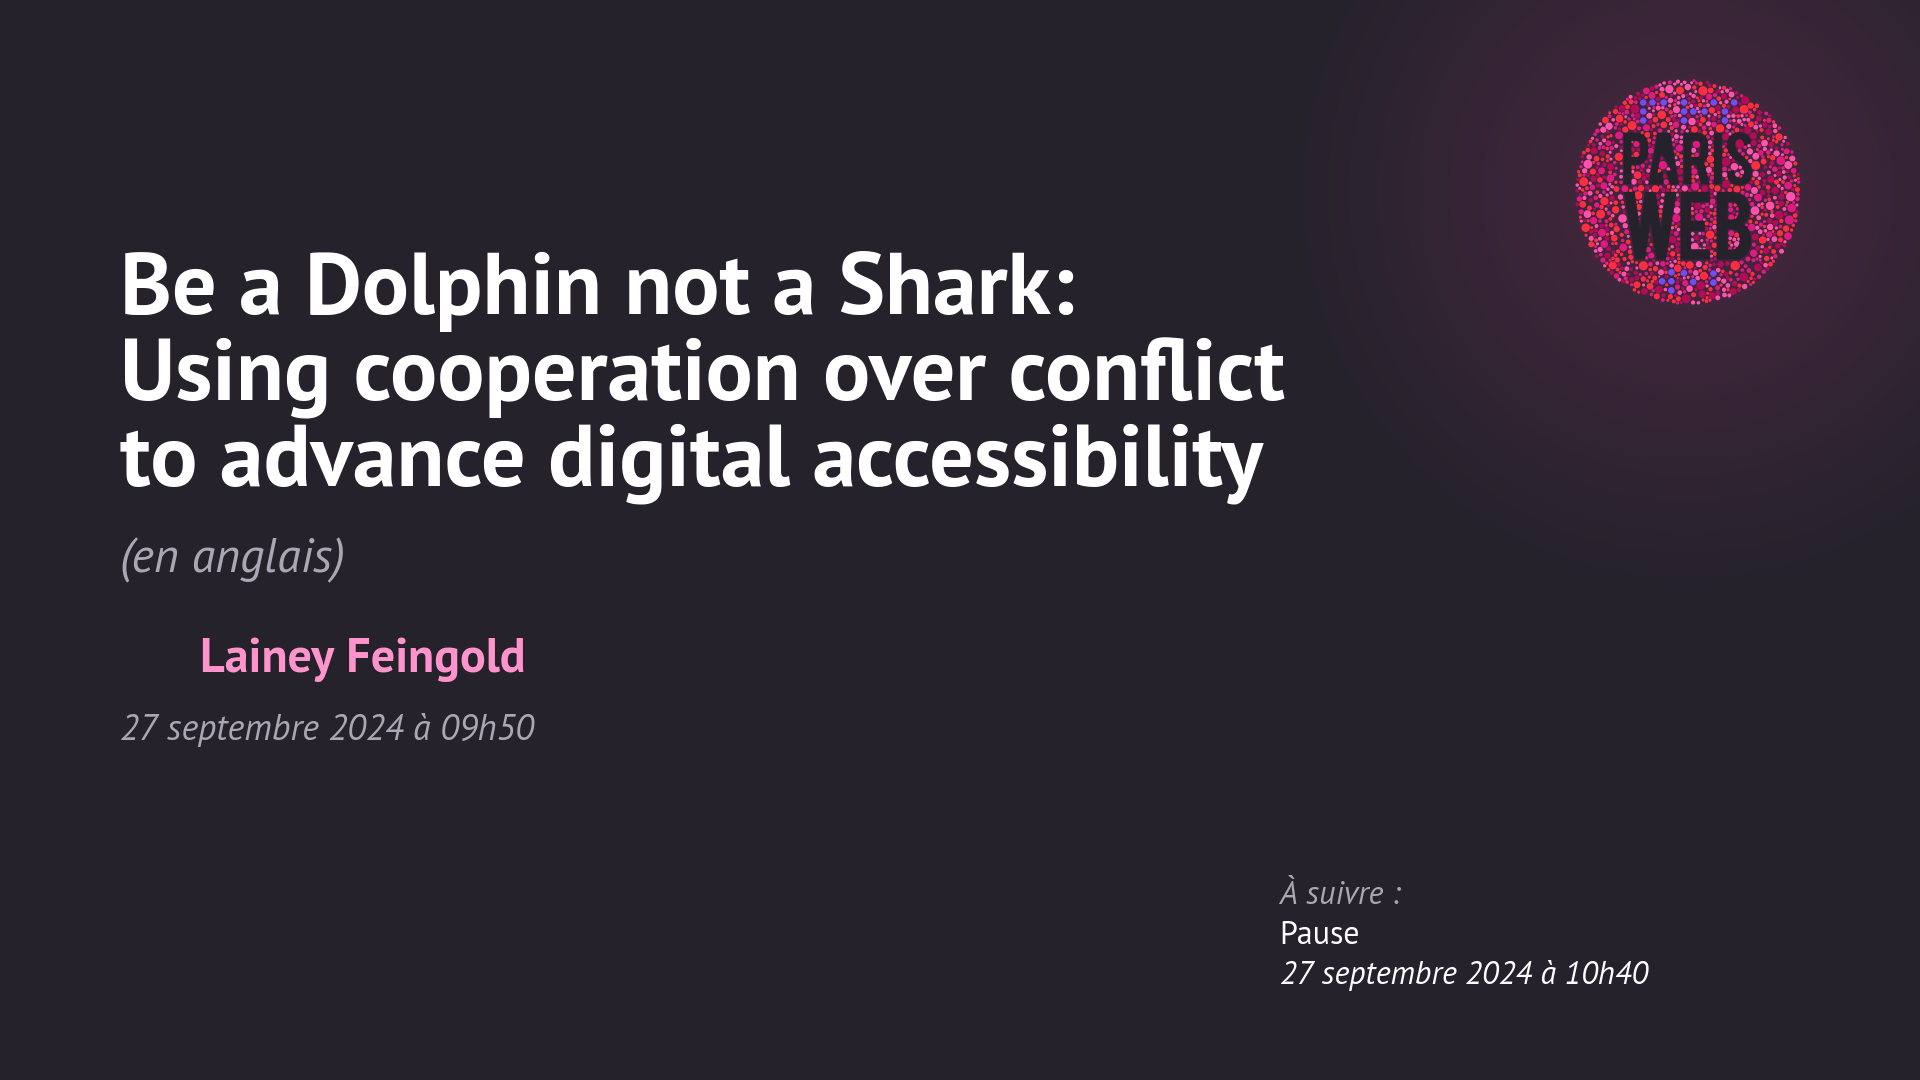 PARIS
WEB
Be a Dolphin not a Shark:
Using cooperation over conflict
to advance digital accessibility
(en anglais)
Lainey Feingold
27 septembre 2024 à 09h50
À suivre :
Pause
27 septembre 2024 à 10h40